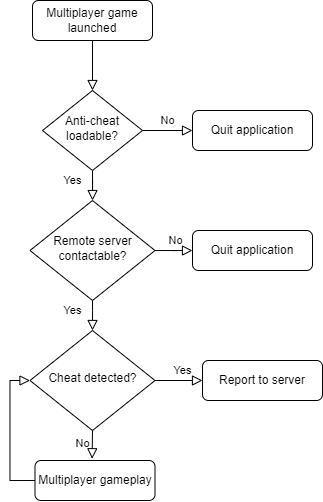 Multiplayer game
launched
Anti-cheat
loadable?
No
Quit application
Yes
Remote server
contactable?
No
Quit application
Yes
Cheat detected?
Yes
Report to server
No
Multiplayer gameplay